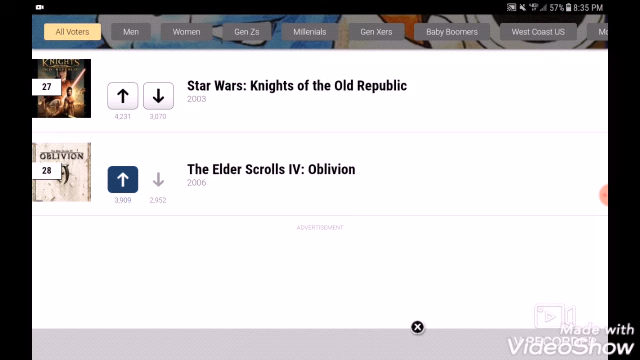 57% 8:35 PM
All Voters Men Women Gen Zs Millenials Gen Xers Baby Boomers West Coast US
KNIGHTS
27
Star Wars: Knights of the Old Republic
2003
4,231 3,070
OBLIVION
28
The Elder Scrolls IV: Oblivion
2006
3,909 2,952
ADVERTISEMENT
Made with
RECORDER
VideoShow